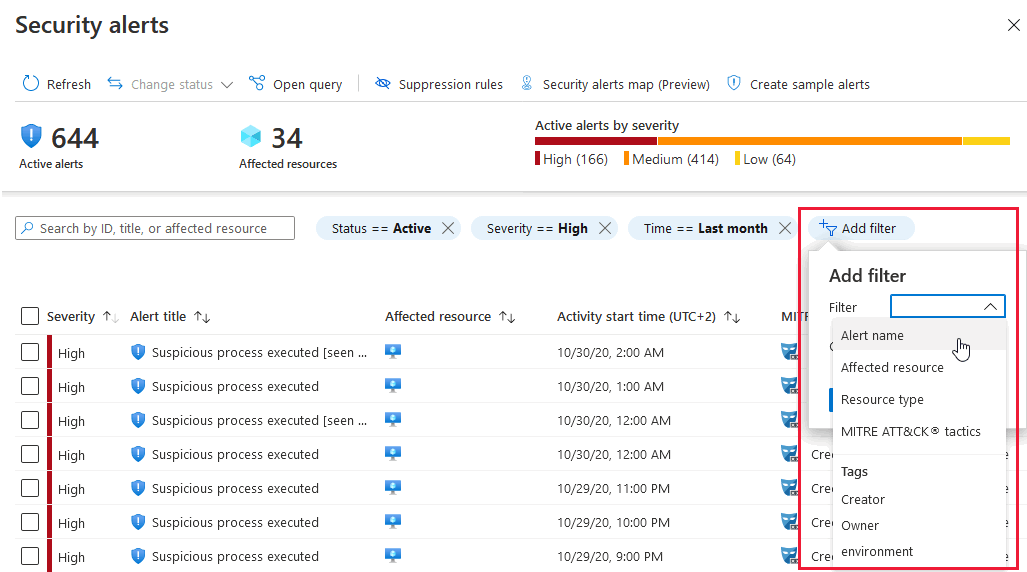 Security alerts
Refresh Change status Open query Suppression rules Security alerts map (Preview) Create sample alerts
644 34 Active alerts by severity
Active alerts Affected resources High (166) Medium (414) Low (64)
Search by ID, title, or affected resource Status == Active Severity == High Time == Last month Add filter
Add filter
Filter
Severity Alert title Affected resource Activity start time (UTC+2)
Alert name
High Suspicious process executed [seen ... 10/30/20, 2:00 AM
Affected resource
High Suspicious process executed 10/30/20, 1:00 AM
Resource type
High Suspicious process executed [seen ... 10/30/20, 12:00 AM
MITRE ATT&CK® tactics
High Suspicious process executed 10/30/20, 12:00 AM
Tags
High Suspicious process executed 10/29/20, 11:00 PM
Creator
High Suspicious process executed 10/29/20, 10:00 PM
Owner
High Suspicious process executed 10/29/20, 9:00 PM
environment